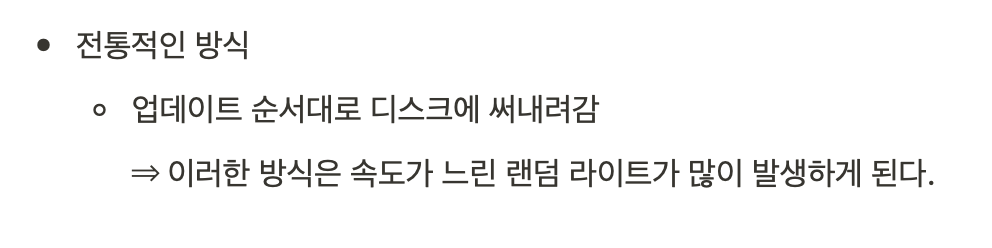 • 전통적인 방식
◦ 업데이트 순서대로 디스크에 써내려감
⇒ 이러한 방식은 속도가 느린 랜덤 라이트가 많이 발생하게 된다.